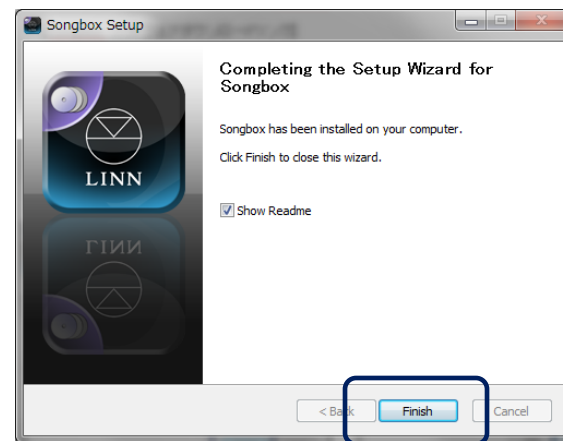 Songbox Setup
Completing the Setup Wizard for
Songbox
Songbox has been installed on your computer.
Click Finish to close this wizard.
Show Readme
LINN
< Back
Finish
Cancel